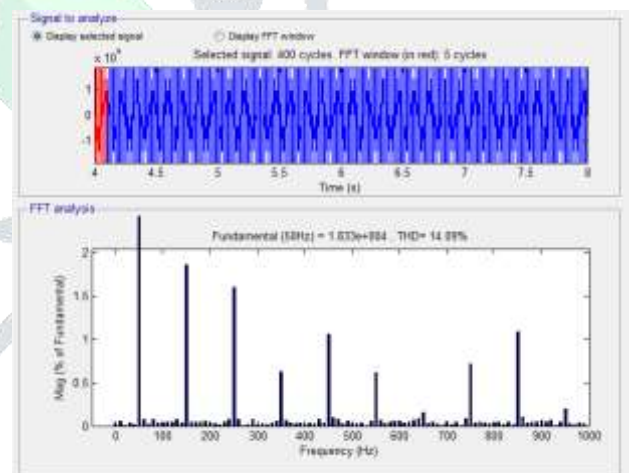 Signal to analyze
Display selected signal Display FFT window
Selected signal: 400 cycles. FFT window (in red): 5 cycles
x 10
1
0
-1
4 4.5 5 5.5 6 6.5 7 7.5 8
Time (s)
FFT analysis
Fundamental (50Hz) = 1.633e+004 , THD= 14.09%
2
1.5
1
0.5
0
0 100 200 300 400 500 600 700 800 900 1000
Frequency (Hz)
Mag (% of Fundamental)